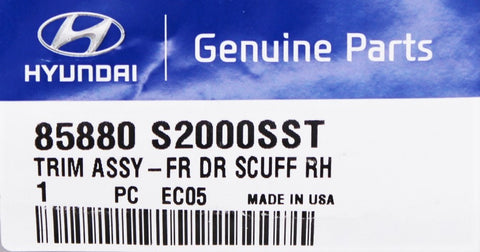 HYUNDAI
Genuine Parts
85880 S2000SST
TRIM ASSY-FR DR SCUFF RH
1 PC EC05 MADE IN USA